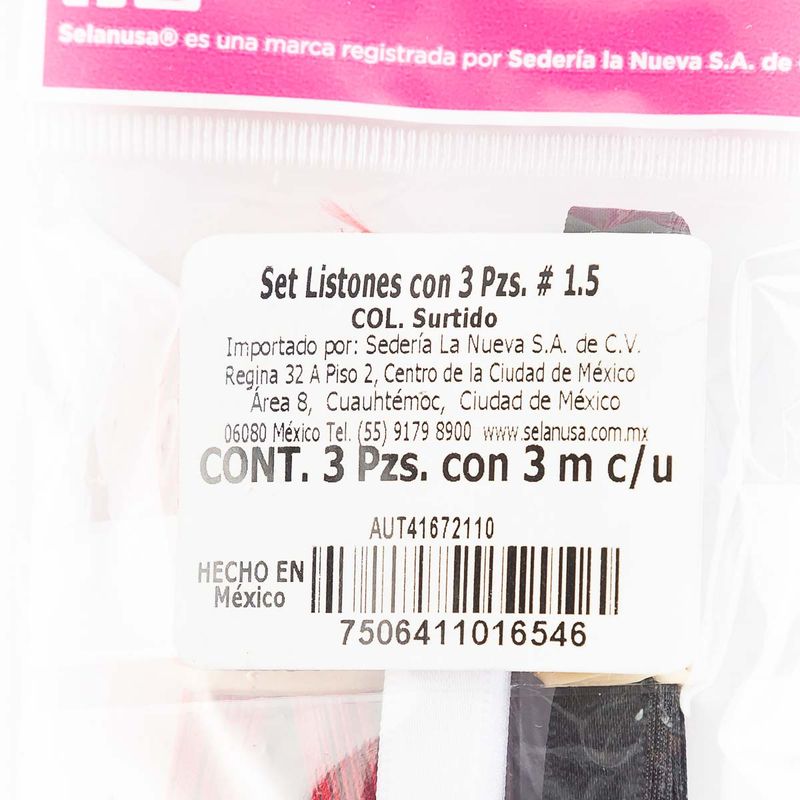 Selanusa® es una marca registrada por Sedería la Nueva S.A. de
Set Listones con 3 Pzs. # 1.5
COL. Surtido
Importado por: Sedería La Nueva S.A. de C.V.
Regina 32 A Piso 2, Centro de la Ciudad de México
Área 8, Cuauhtémoc, Ciudad de México
06080 México Tel. (55) 9179 8900 www.selanusa.com.mx
CONT. 3 Pzs. con 3 m c/u
AUT41672110
HECHO EN
México
7506411016546